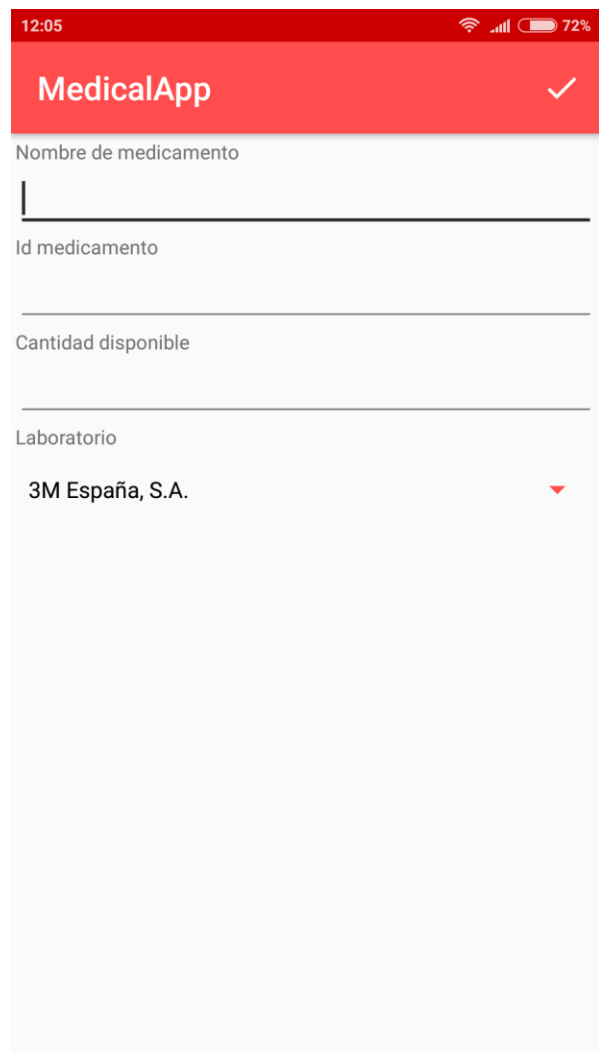 12:05 72%
MedicalApp
Nombre de medicamento
Id medicamento
Cantidad disponible
Laboratorio
3M España, S.A.